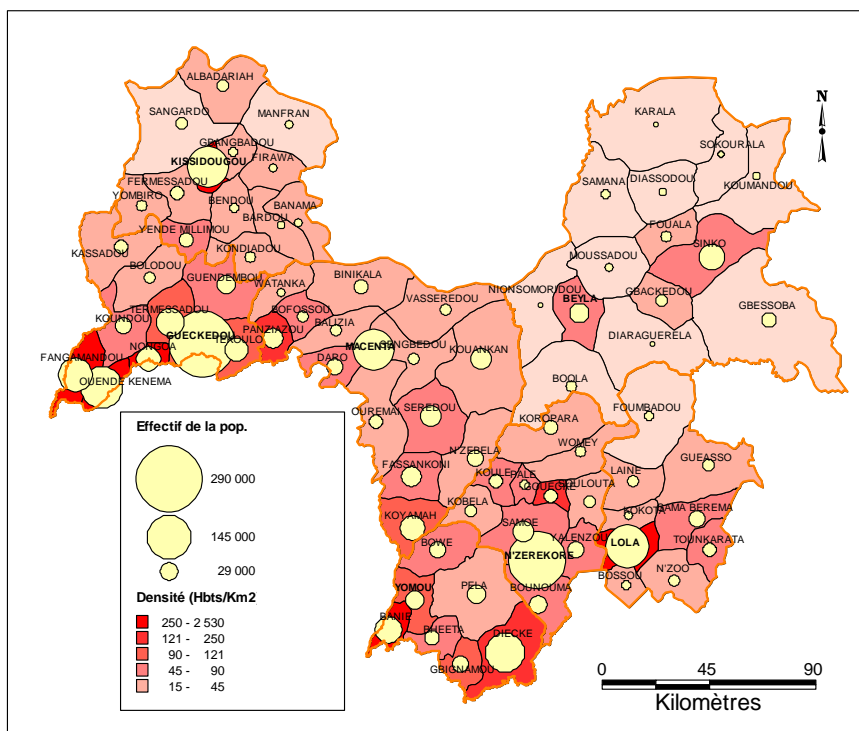 ALBADARIAH
SANGARDO
MANFRAN
KARALA
N
GBANGBADOU
SOKOURALA
KISSIDOUGOU
FIRAWA
FERMESSADOU
DIASSODOU
KOUMANDOU
YOMBIRO
BENDOU
BANAMA
SAMANA
BARDOU
FOUALA
YENDE MILLIMOU
SINKO
KASSADOU
KONDIADOU
MOUSSADOU
BOLODOU
GUENDEMBOU
WATANKA
BINIKALA
NIONSOMORIDOU
BEYLA
GBACKEDOU
GBESSOBA
VASSEREDOU
TERMESSADOU
BOFOSSOU
KOUNDOU
BALIZIA
PANZIAZOU
GUECKEDOU
TEKOULO
DIARAGUERELA
NONGOA
MACENTA
SENGBEDOU
KOUANKAN
FANGAMANDOU
DARO
OUENDE KENEMA
BOOLA
FOUMBADOU
OUREMAI
SEREDOU
KOROPARA
N'ZEBELA
WOMEY
FASSANKONI
KOULE
PALE
LAINE
GUEASSO
GOUECKE
SOULOUTA
KOBELA
KOKOTA
GAMA BEREMA
KOYAMAH
SAMOE
BOWE
YALENZOU
LOLA
TOUNKARATA
N'ZEREKORE
BOSSOU
N'ZOO
YOMOU
PELA
BOUNOUMA
BANIE
BHEETA
DIECKE
GBIGNAMOU
Effectif de la pop.
290 000
145 000
29 000
Densité (Hbts/Km2
250 - 2 530
121 - 250
90 - 121
45 - 90
15 - 45
0 45 90
Kilomètres